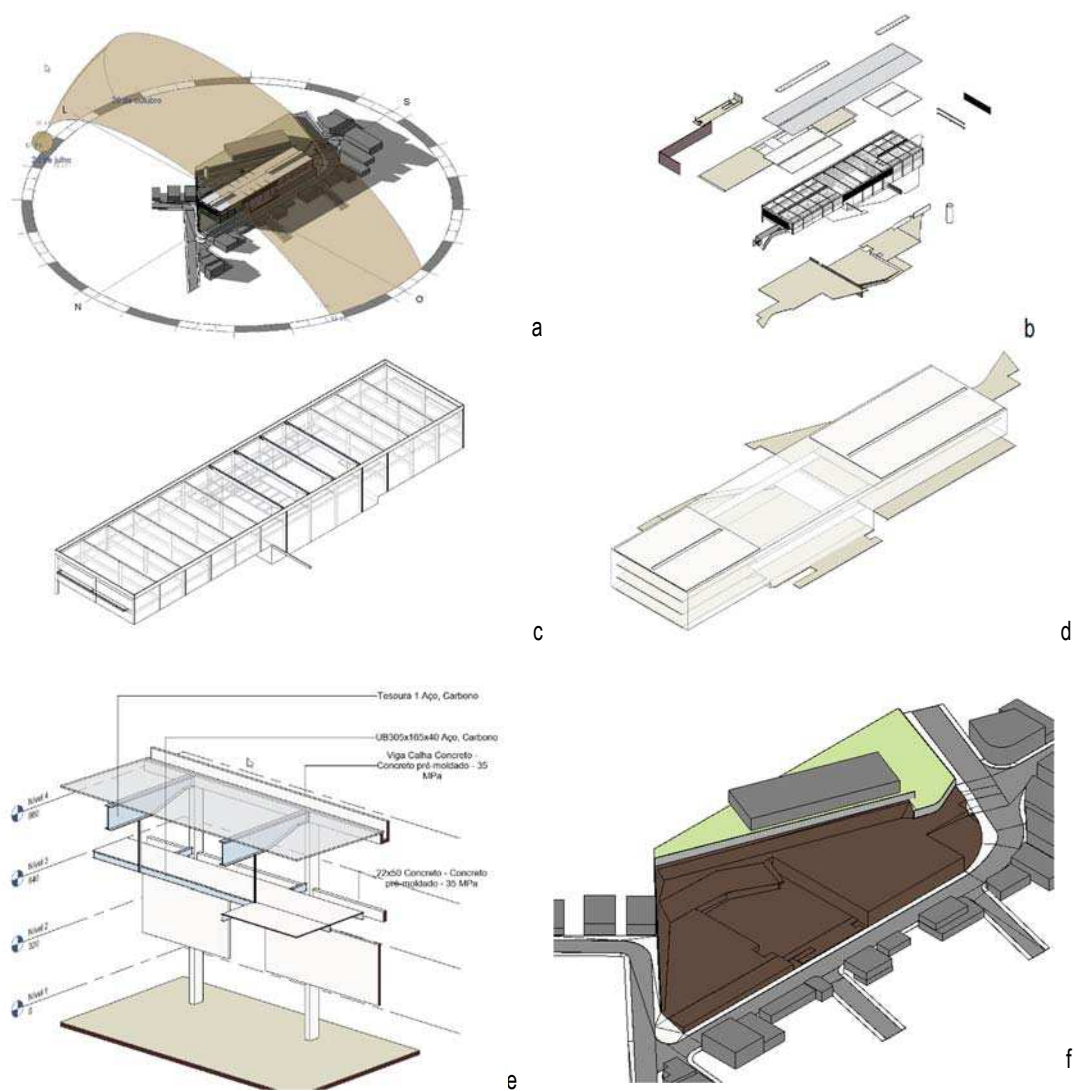 L
S
N
O
a
b
c
d
Tesoura 1 Aço, Carbono
UB305x165x40 Aço, Carbono
Viga Calha Concreto -
Concreto pré-moldado - 35
MPa
22x50 Concreto - Concreto
pré-moldado - 35 MPa
Nível 4
Nível 3
640
Nível 2
320
Nível 1
0
e
f